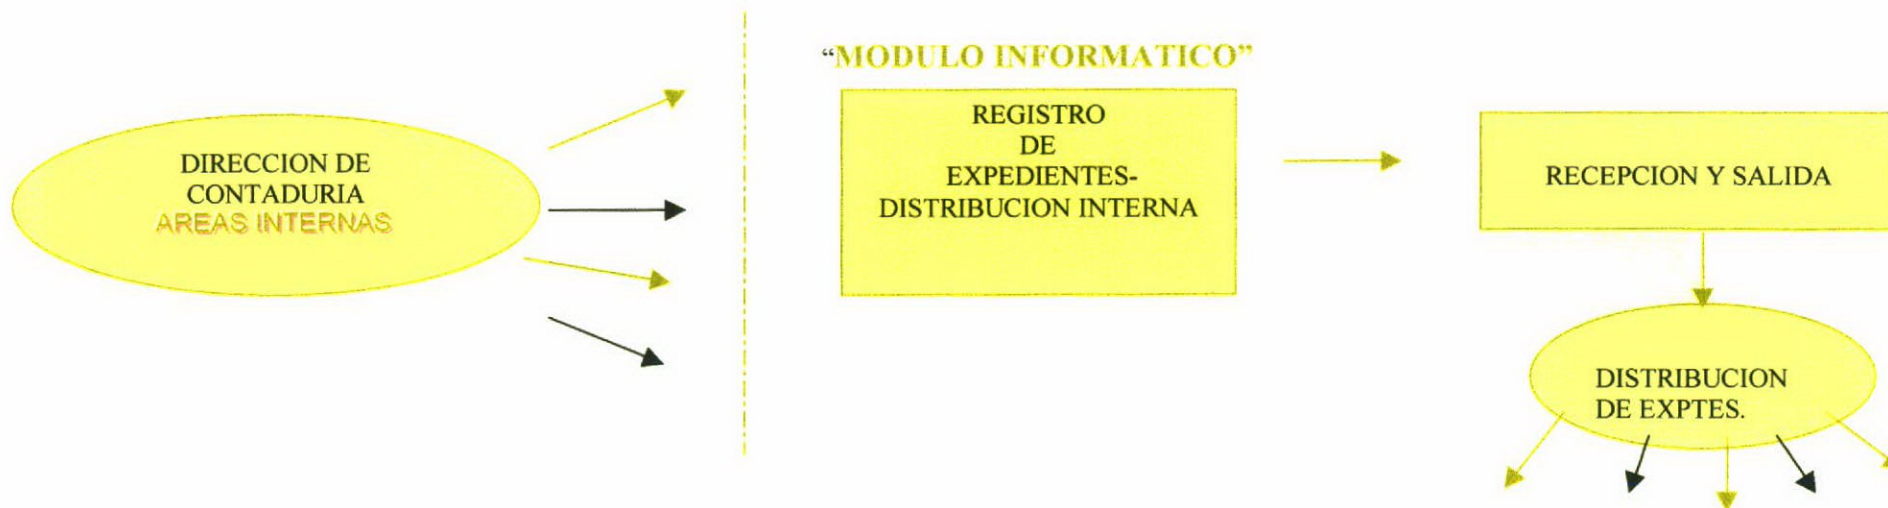 “MODULO INFORMATICO”
DIRECCION DE
CONTADURIA
AREAS INTERNAS
REGISTRO
DE
EXPEDIENTES-
DISTRIBUCION INTERNA
RECEPCION Y SALIDA
DISTRIBUCION
DE EXPTES.